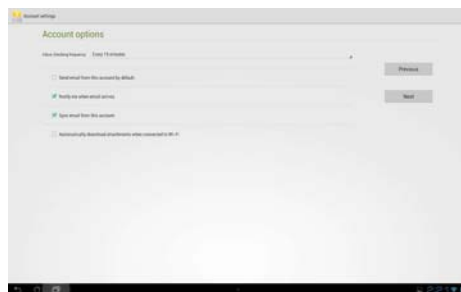 Account settings
Account options
Inbox checking frequency Every 15 minutes
Send email from this account by default.
Previous
Notify me when email arrives.
Next
Sync email from this account.
Automatically download attachments when connected to Wi-Fi